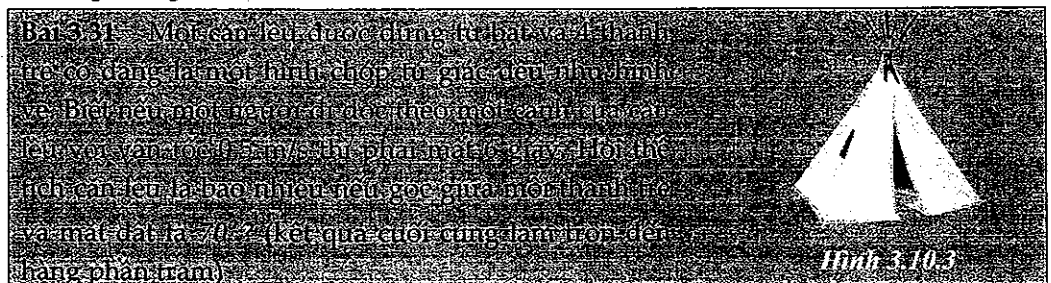 Bài 3.31 Một căn lều được dựng từ bạt và 4 thanh
tre có dạng là một hình chóp tứ giác đều như hình
vẽ. Biết nếu một người đi dọc theo một cạnh của căn
lều với vận tốc 0,5 m/s thì phải mất 6 giây. Hỏi thể
tích căn lều là bao nhiêu nếu góc giữa mỗi thanh tre
và mặt đất là (kết quả cuối cùng làm tròn đến
hàng phần trăm)
Hình 3.10.3